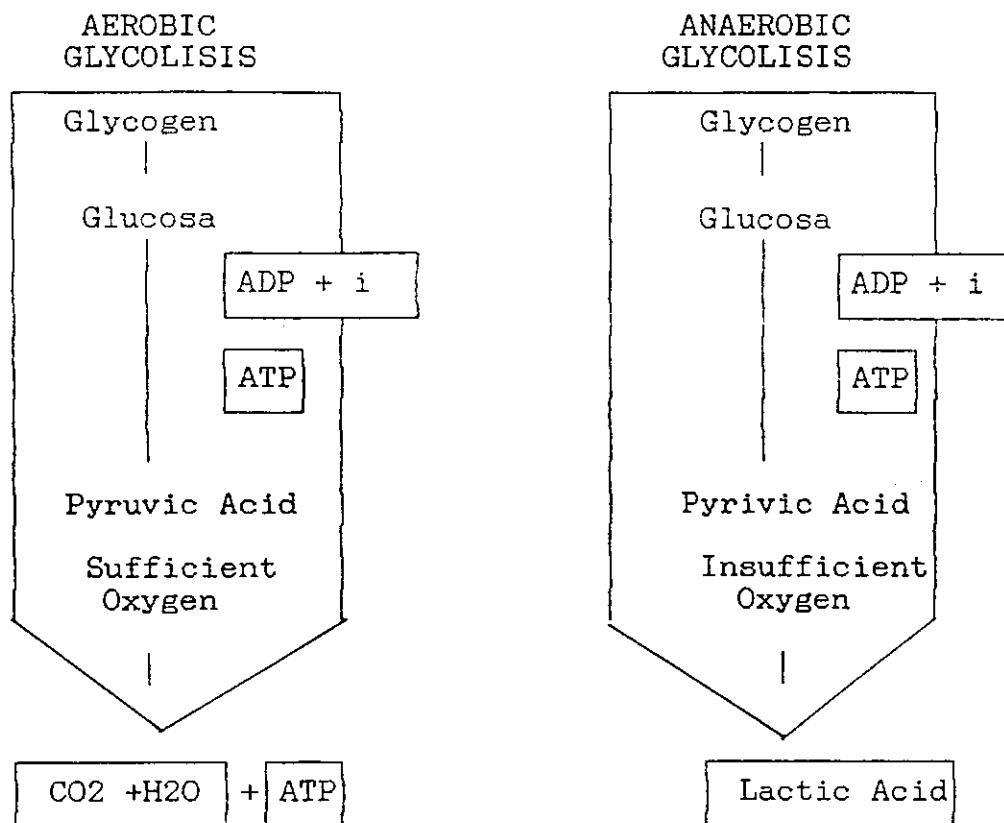 AEROBIC
GLYCOLISIS
Glycogen
Glucosa
ADP + i
ATP
Pyruvic Acid
Sufficient
Oxygen
CO2 +H2O + ATP
ANAEROBIC
GLYCOLISIS
Glycogen
Glucosa
ADP + i
ATP
Pyrivic Acid
Insufficient
Oxygen
Lactic Acid